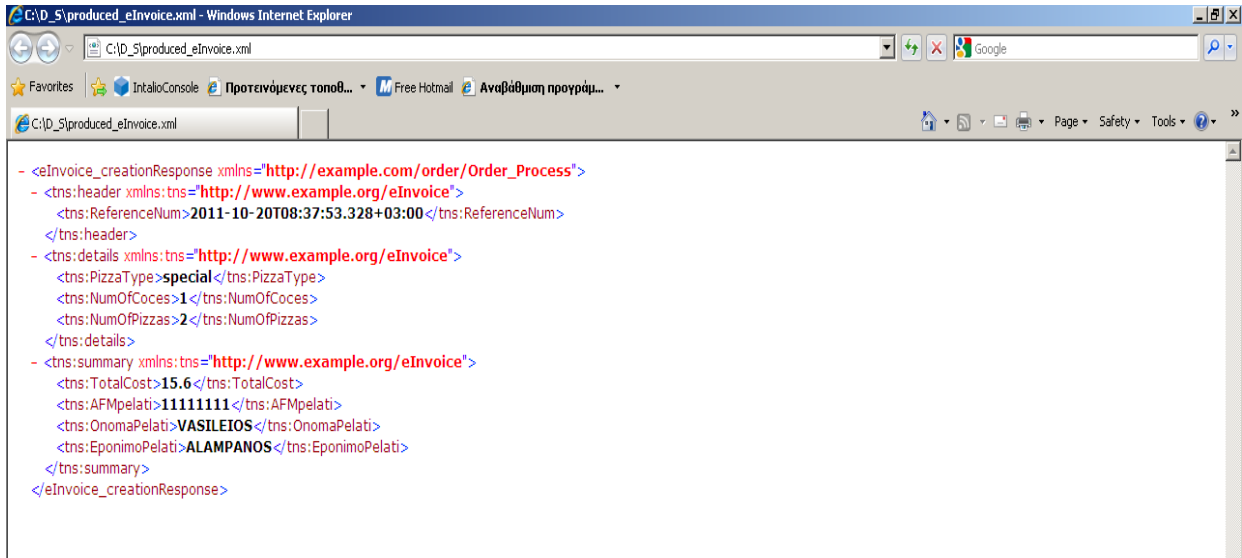 C:\D_S\produced_eInvoice.xml - Windows Internet Explorer
C:\D_S\produced_eInvoice.xml Google
Favorites IntalioConsole Προτεινόμενες τοποθ... Free Hotmail Αναβάθμιση προγράμ...
C:\D_S\produced_eInvoice.xml Page Safety Tools »
- <eInvoice_creationResponse xmlns="http://example.com/order/Order_Process">
- <tns:header xmlns:tns="http://www.example.org/eInvoice">
<tns:ReferenceNum>2011-10-20T08:37:53.328+03:00</tns:ReferenceNum>
</tns:header>
- <tns:details xmlns:tns="http://www.example.org/eInvoice">
<tns:PizzaType>special</tns:PizzaType>
<tns:NumOfCoces>1</tns:NumOfCoces>
<tns:NumOfPizzas>2</tns:NumOfPizzas>
</tns:details>
- <tns:summary xmlns:tns="http://www.example.org/eInvoice">
<tns:TotalCost>15.6</tns:TotalCost>
<tns:AFMpelati>11111111</tns:AFMpelati>
<tns:OnomaPelati>VASILEIOS</tns:OnomaPelati>
<tns:EponimoPelati>ALAMPANOS</tns:EponimoPelati>
</tns:summary>
</eInvoice_creationResponse>